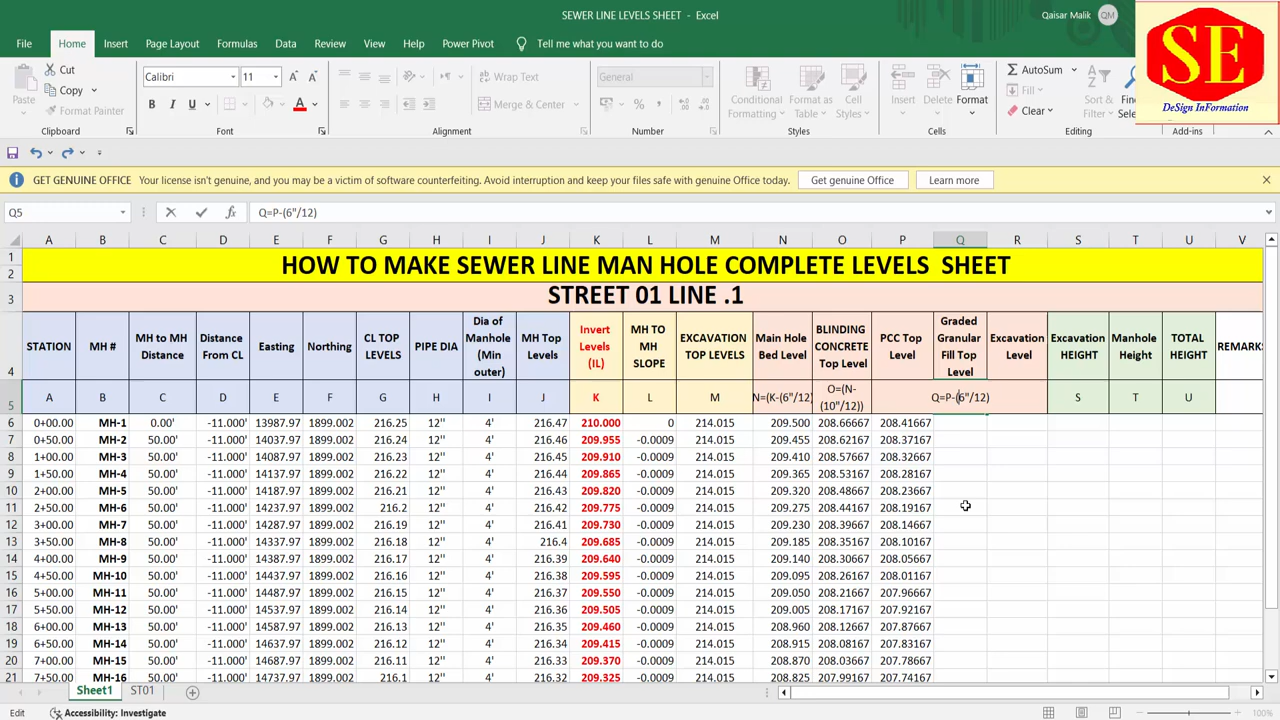 SEWER LINE LEVELS SHEET - Excel
Qaisar Malik QM
SE
DeSign InFormation
File Home Insert Page Layout Formulas Data Review View Help Power Pivot Tell me what you want to do
Paste Cut Copy Format Painter Calibri 11 Wrap Text Merge & Center General Conditional Formatting Format as Table Cell Styles Insert Delete Format AutoSum Fill Clear Sort & Filter
Clipboard Font Alignment Number Styles Cells Editing Add-ins
GET GENUINE OFFICE Your license isn't genuine, and you may be a victim of software counterfeiting. Avoid interruption and keep your files safe with genuine Office today. Get genuine Office Learn more
Q5 Q=P-(6"/12)
A B C D E F G H I J K L M N O P Q R S T U V
1 HOW TO MAKE SEWER LINE MAN HOLE COMPLETE LEVELS SHEET
2
3 STREET 01 LINE .1
4 STATION MH # MH to MH Distance Distance From CL Easting Northing CL TOP LEVELS PIPE DIA Dia of Manhole (Min outer) MH Top Levels Invert Levels (IL) MH TO MH SLOPE EXCAVATION TOP LEVELS Main Hole Bed Level BLINDING CONCRETE Top Level PCC Top Level Graded Granular Fill Top Level Excavation Level Excavation HEIGHT Manhole Height TOTAL HEIGHT REMARKS
5 A B C D E F G H I J K L M N=(K-(6"/12) O=(N-(10"/12)) Q=P-(6"/12) S T U
6 0+00.00 MH-1 0.00' -11.000' 13987.97 1899.002 216.25 12'' 4' 216.47 210.000 0 214.015 209.500 208.66667 208.41667
7 0+50.00 MH-2 50.00' -11.000' 14037.97 1899.002 216.24 12'' 4' 216.46 209.955 -0.0009 214.015 209.455 208.62167 208.37167
8 1+00.00 MH-3 50.00' -11.000' 14087.97 1899.002 216.23 12'' 4' 216.45 209.910 -0.0009 214.015 209.410 208.57667 208.32667
9 1+50.00 MH-4 50.00' -11.000' 14137.97 1899.002 216.22 12'' 4' 216.44 209.865 -0.0009 214.015 209.365 208.53167 208.28167
10 2+00.00 MH-5 50.00' -11.000' 14187.97 1899.002 216.21 12'' 4' 216.43 209.820 -0.0009 214.015 209.320 208.48667 208.23667
11 2+50.00 MH-6 50.00' -11.000' 14237.97 1899.002 216.2 12'' 4' 216.42 209.775 -0.0009 214.015 209.275 208.44167 208.19167
12 3+00.00 MH-7 50.00' -11.000' 14287.97 1899.002 216.19 12'' 4' 216.41 209.730 -0.0009 214.015 209.230 208.39667 208.14667
13 3+50.00 MH-8 50.00' -11.000' 14337.97 1899.002 216.18 12'' 4' 216.4 209.685 -0.0009 214.015 209.185 208.35167 208.10167
14 4+00.00 MH-9 50.00' -11.000' 14387.97 1899.002 216.17 12'' 4' 216.39 209.640 -0.0009 214.015 209.140 208.30667 208.05667
15 4+50.00 MH-10 50.00' -11.000' 14437.97 1899.002 216.16 12'' 4' 216.38 209.595 -0.0009 214.015 209.095 208.26167 208.01167
16 5+00.00 MH-11 50.00' -11.000' 14487.97 1899.002 216.15 12'' 4' 216.37 209.550 -0.0009 214.015 209.050 208.21667 207.96667
17 5+50.00 MH-12 50.00' -11.000' 14537.97 1899.002 216.14 12'' 4' 216.36 209.505 -0.0009 214.015 209.005 208.17167 207.92167
18 6+00.00 MH-13 50.00' -11.000' 14587.97 1899.002 216.13 12'' 4' 216.35 209.460 -0.0009 214.015 208.960 208.12667 207.87667
19 6+50.00 MH-14 50.00' -11.000' 14637.97 1899.002 216.12 12'' 4' 216.34 209.415 -0.0009 214.015 208.915 208.08167 207.83167
20 7+00.00 MH-15 50.00' -11.000' 14687.97 1899.002 216.11 12'' 4' 216.33 209.370 -0.0009 214.015 208.870 208.03667 207.78667
21 7+50.00 MH-16 50.00' -11.000' 14737.97 1899.002 216.1 12'' 4' 216.32 209.325 -0.0009 214.015 208.825 207.99167 207.74167
Sheet1 ST01
Edit Accessibility: Investigate 100%